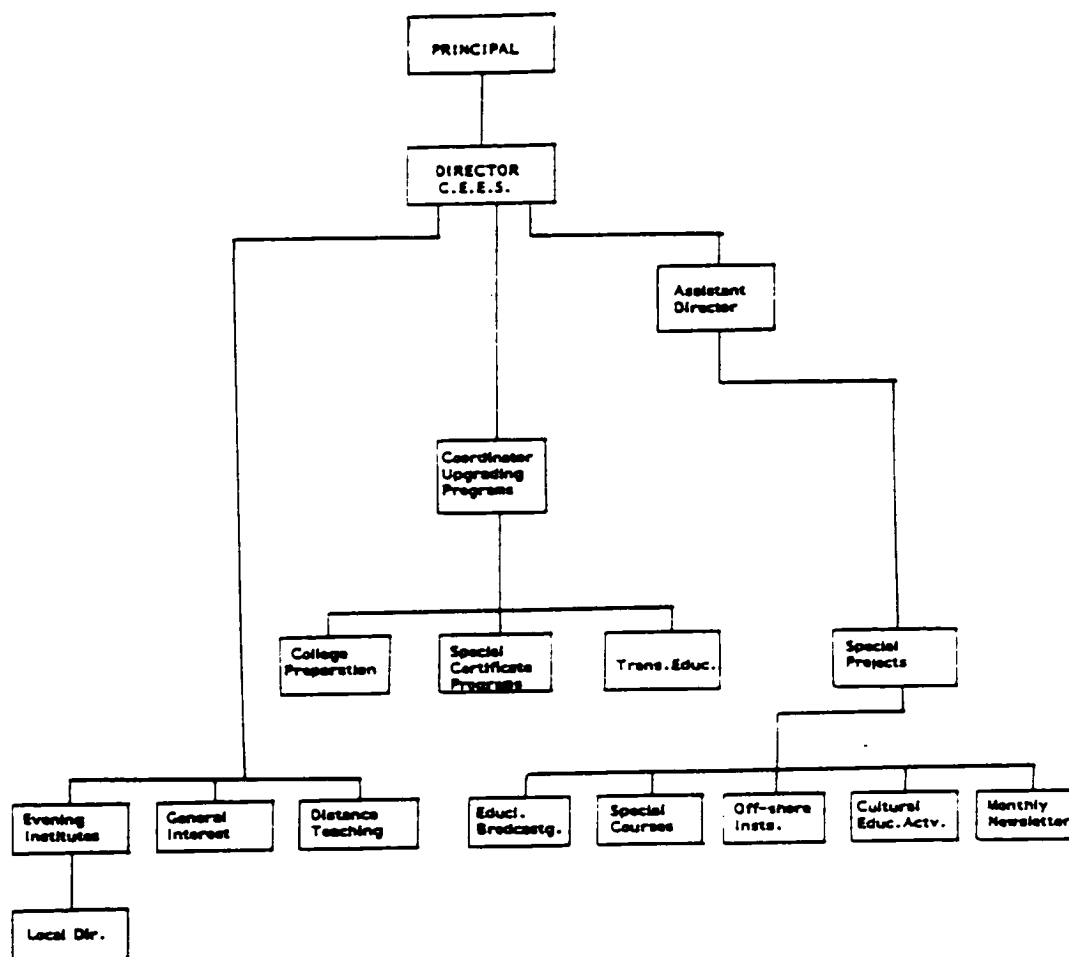 PRINCIPAL
DIRECTOR
C.E.E.S.
Assistant
Director
Coordinator
Upgrading
Programs
College
Preparation
Special
Certificate
Programs
Trans.Educ.
Special
Projects
Evening
Institutes
General
Interest
Distance
Teaching
Educl.
Brodcastg.
Special
Courses
Off-shore
Insts.
Cultural
Educ.Actv.
Monthly
Newsletter
Local Dir.